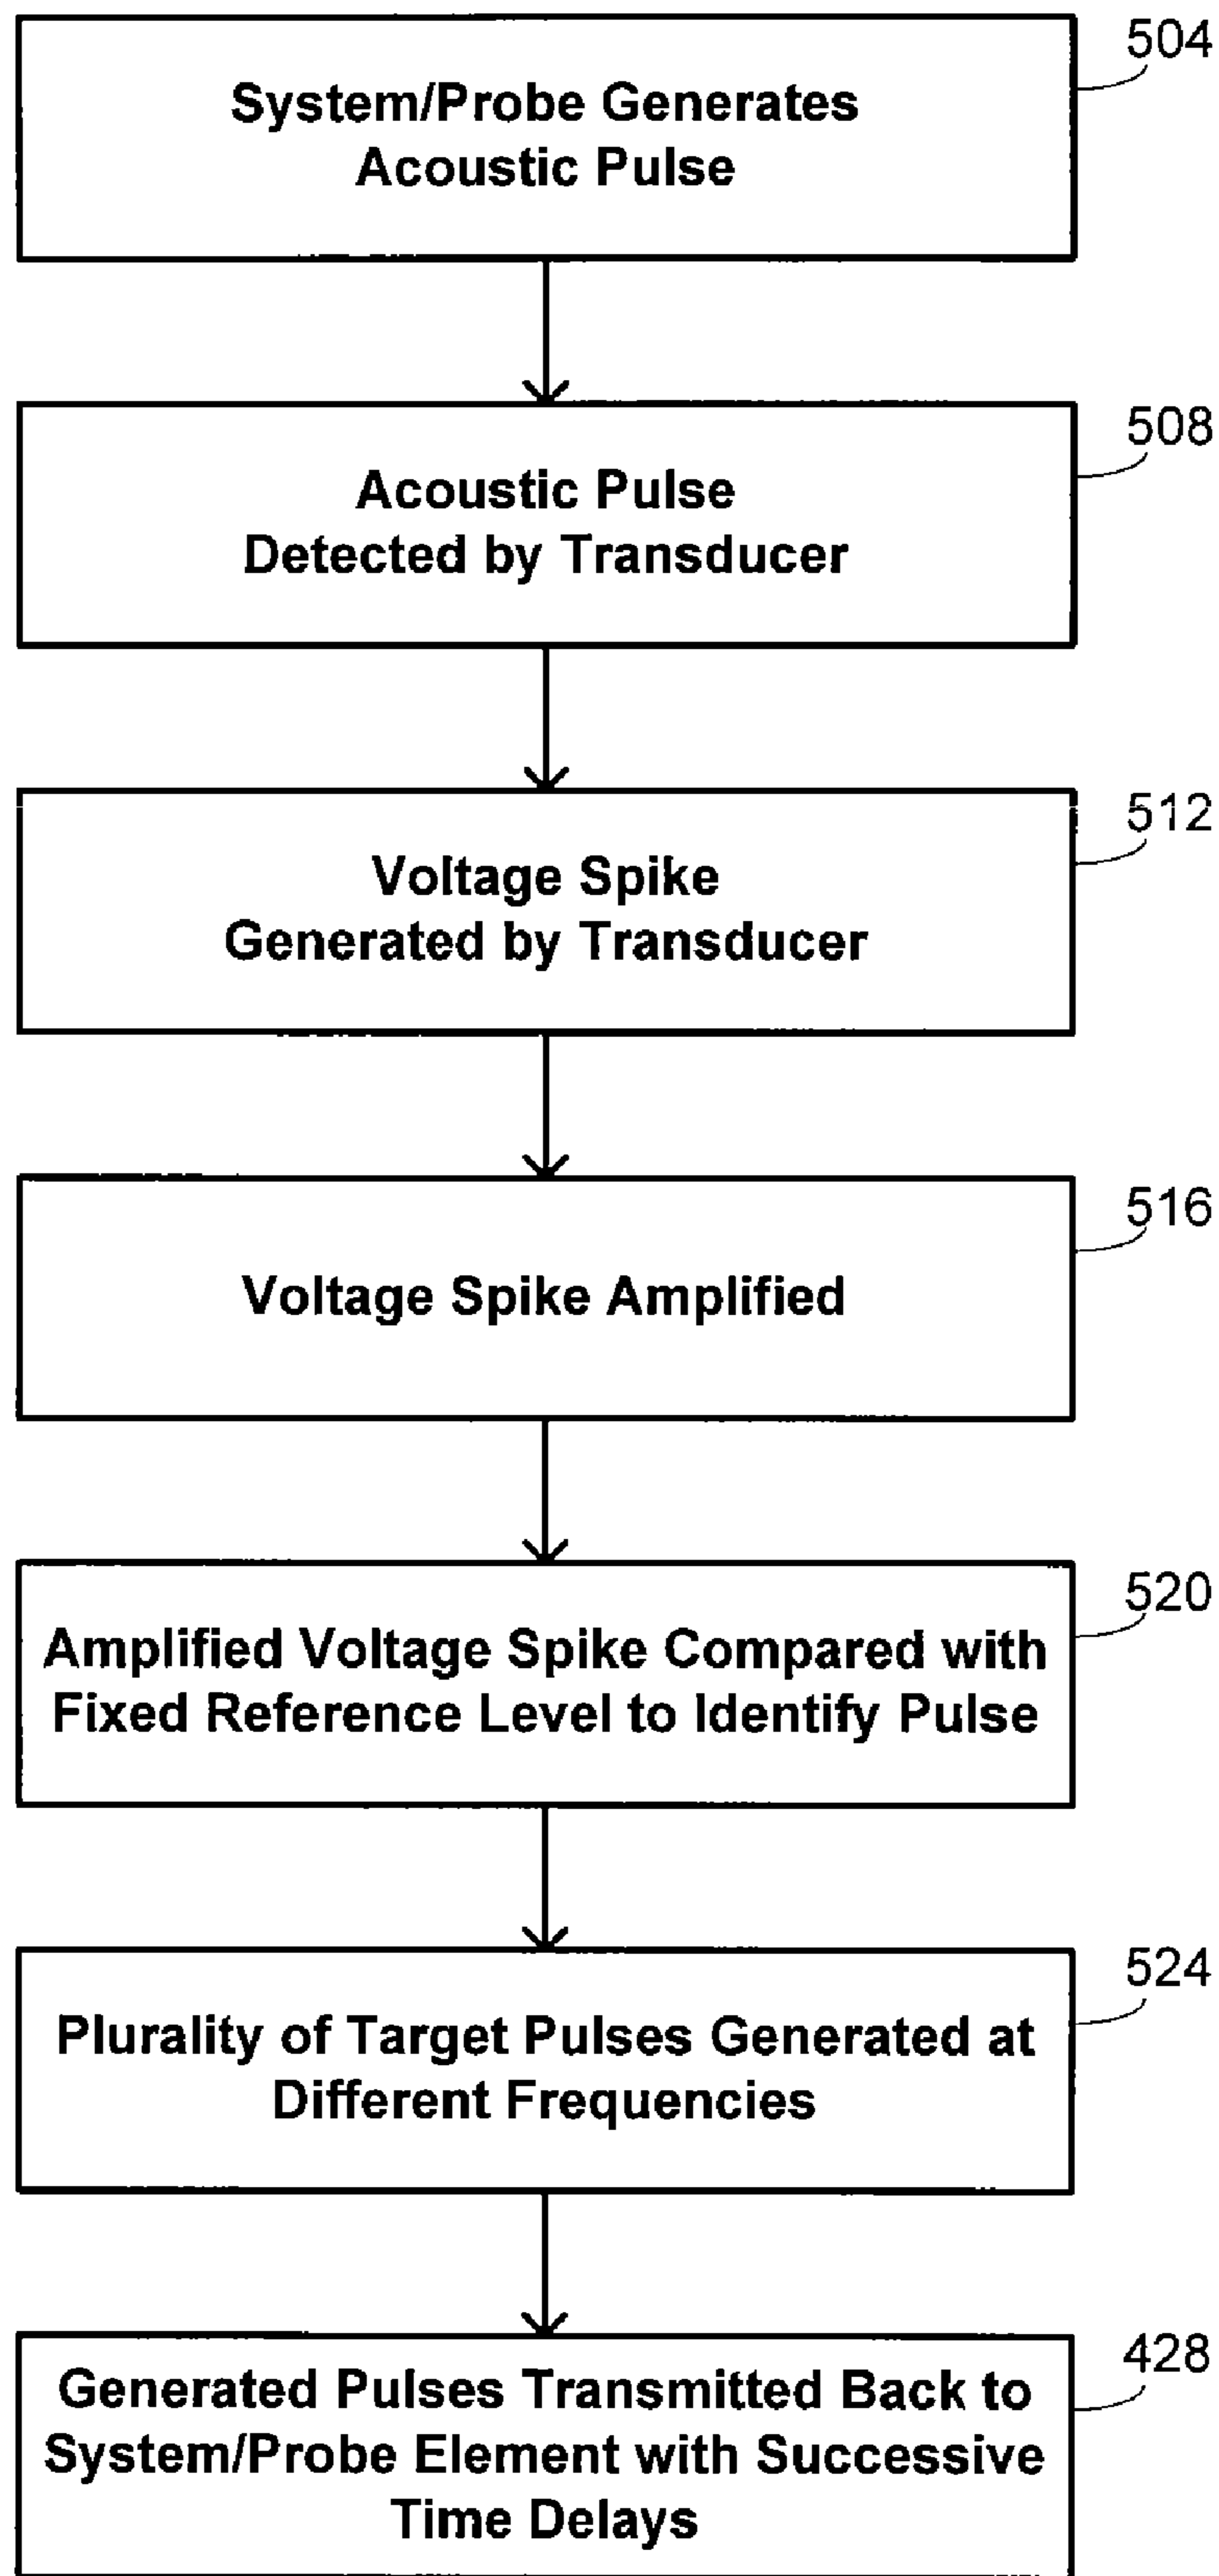 504
System/Probe Generates
Acoustic Pulse
508
Acoustic Pulse
Detected by Transducer
512
Voltage Spike
Generated by Transducer
516
Voltage Spike Amplified
520
Amplified Voltage Spike Compared with
Fixed Reference Level to Identify Pulse
524
Plurality of Target Pulses Generated at
Different Frequencies
428
Generated Pulses Transmitted Back to
System/Probe Element with Successive
Time Delays